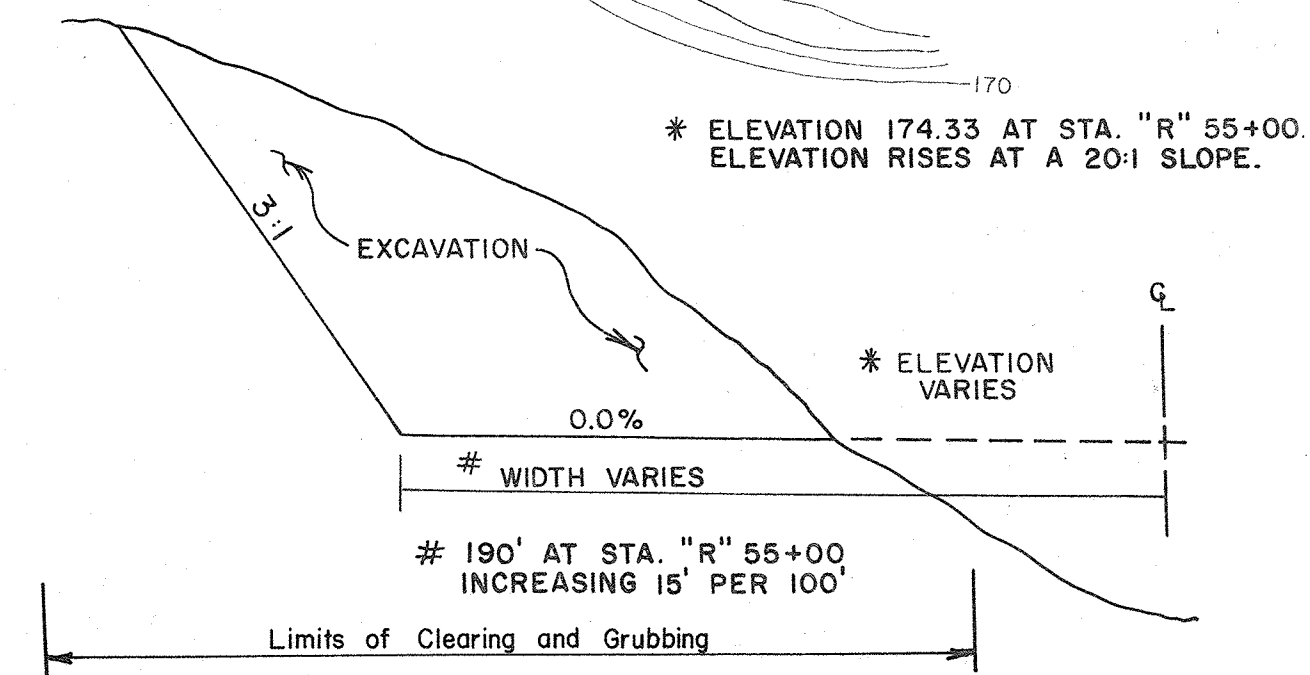 170
* ELEVATION 174.33 AT STA. "R" 55+00.
ELEVATION RISES AT A 20:1 SLOPE.
3:1
EXCAVATION
℄
* ELEVATION
VARIES
0.0%
# WIDTH VARIES
# 190' AT STA. "R" 55+00
INCREASING 15' PER 100'
Limits of Clearing and Grubbing